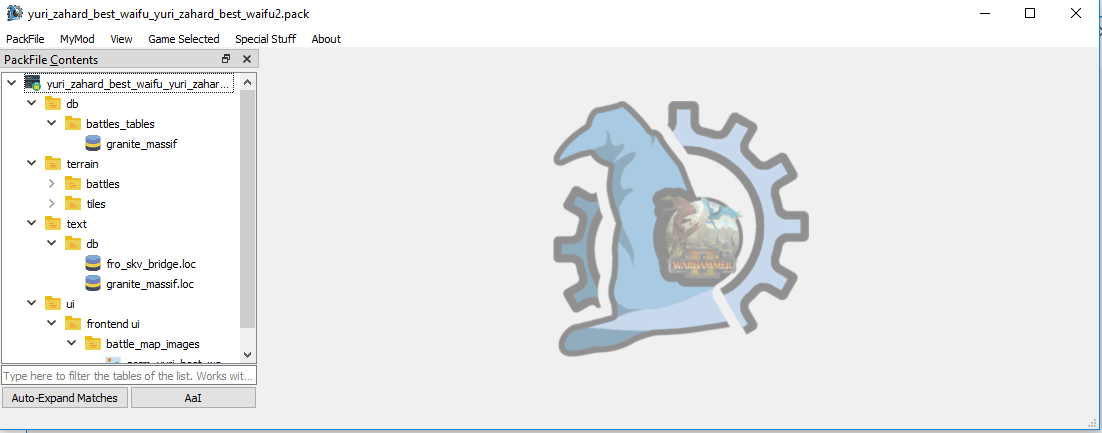 yuri_zahard_best_waifu_yuri_zahard_best_waifu2.pack
PackFile MyMod View Game Selected Special Stuff About
PackFile Contents
yuri_zahard_best_waifu_yuri_zahar...
db
battles_tables
granite_massif
terrain
battles
tiles
text
db
fro_skv_bridge.loc
granite_massif.loc
ui
frontend ui
battle_map_images
Type here to filter the tables of the list. Works wit...
Auto-Expand Matches AaI
WARHAMMER
II